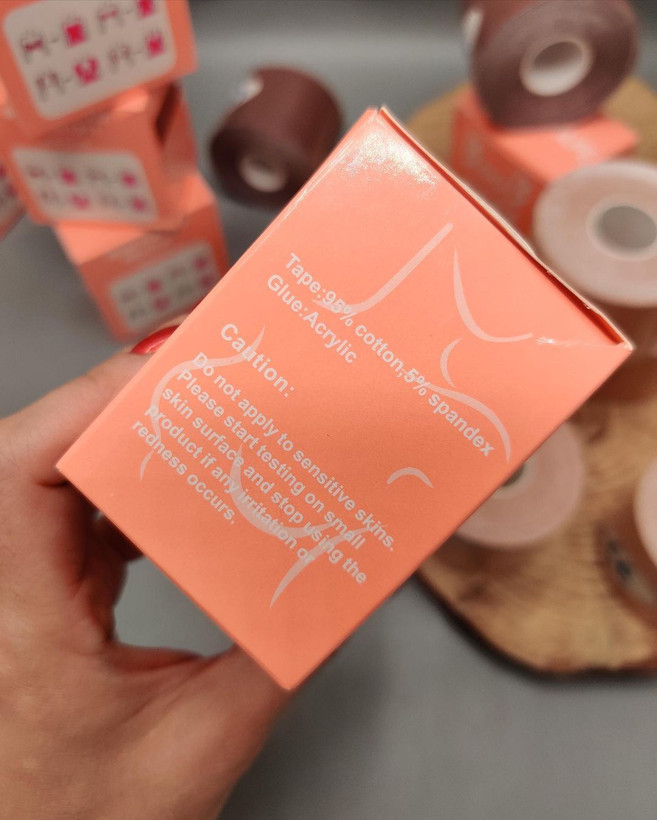 Tape:95% cotton,5% spandex
Glue:Acrylic
Caution:
Do not apply to sensitive skins.
Please start testing on small
skin surface and stop using the
product if any irritation or
redness occurs.